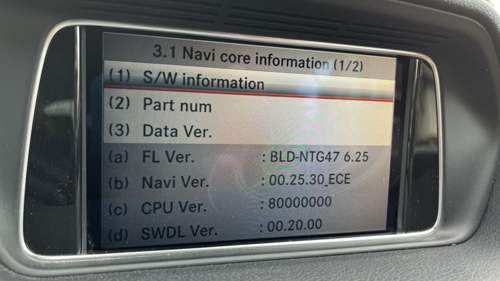 3.1 Navi core information (1/2)
(1) S/W information
(2) Part num
(3) Data Ver.
(a) FL Ver. : BLD-NTG47 6.25
(b) Navi Ver. : 00.25.30_ECE
(c) CPU Ver. : 80000000
(d) SWDL Ver. : 00.20.00